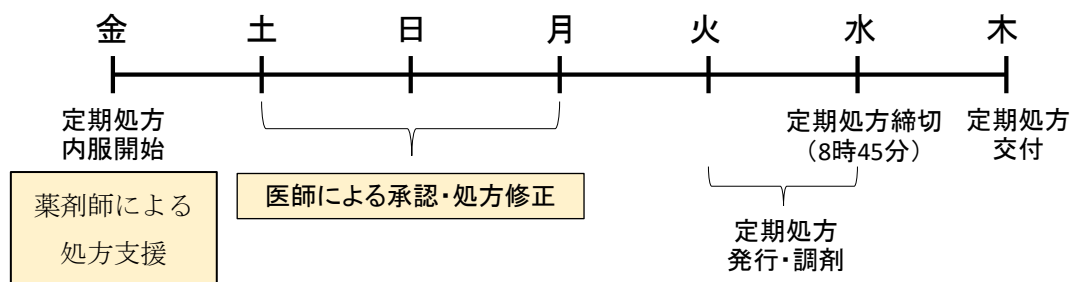 金 土 日 月 火 水 木
定期処方
内服開始
定期処方締切
（8時45分）
定期処方
交付
薬剤師による
処方支援
医師による承認・処方修正
定期処方
発行・調剤